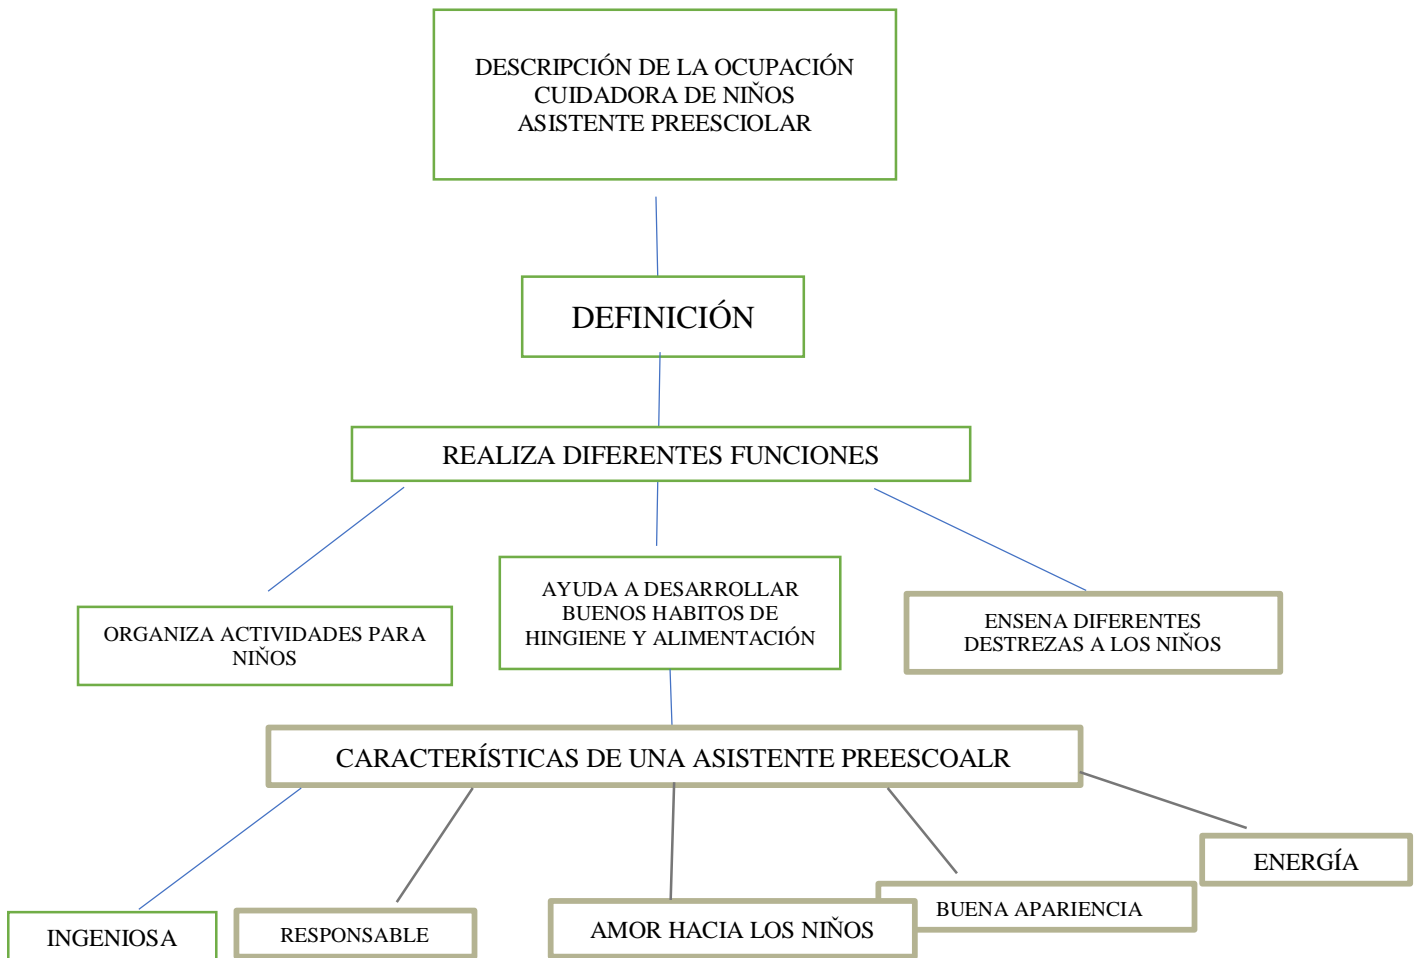 DESCRIPCIÓN DE LA OCUPACIÓN
CUIDADORA DE NIŇOS
ASISTENTE PREESCIOLAR
DEFINICIÓN
REALIZA DIFERENTES FUNCIONES
ORGANIZA ACTIVIDADES PARA
NIŇOS
AYUDA A DESARROLLAR
BUENOS HABITOS DE
HINGIENE Y ALIMENTACIÓN
ENSENA DIFERENTES
DESTREZAS A LOS NIŇOS
CARACTERÍSTICAS DE UNA ASISTENTE PREESCOALR
INGENIOSA
RESPONSABLE
AMOR HACIA LOS NIŇOS
BUENA APARIENCIA
ENERGÍA